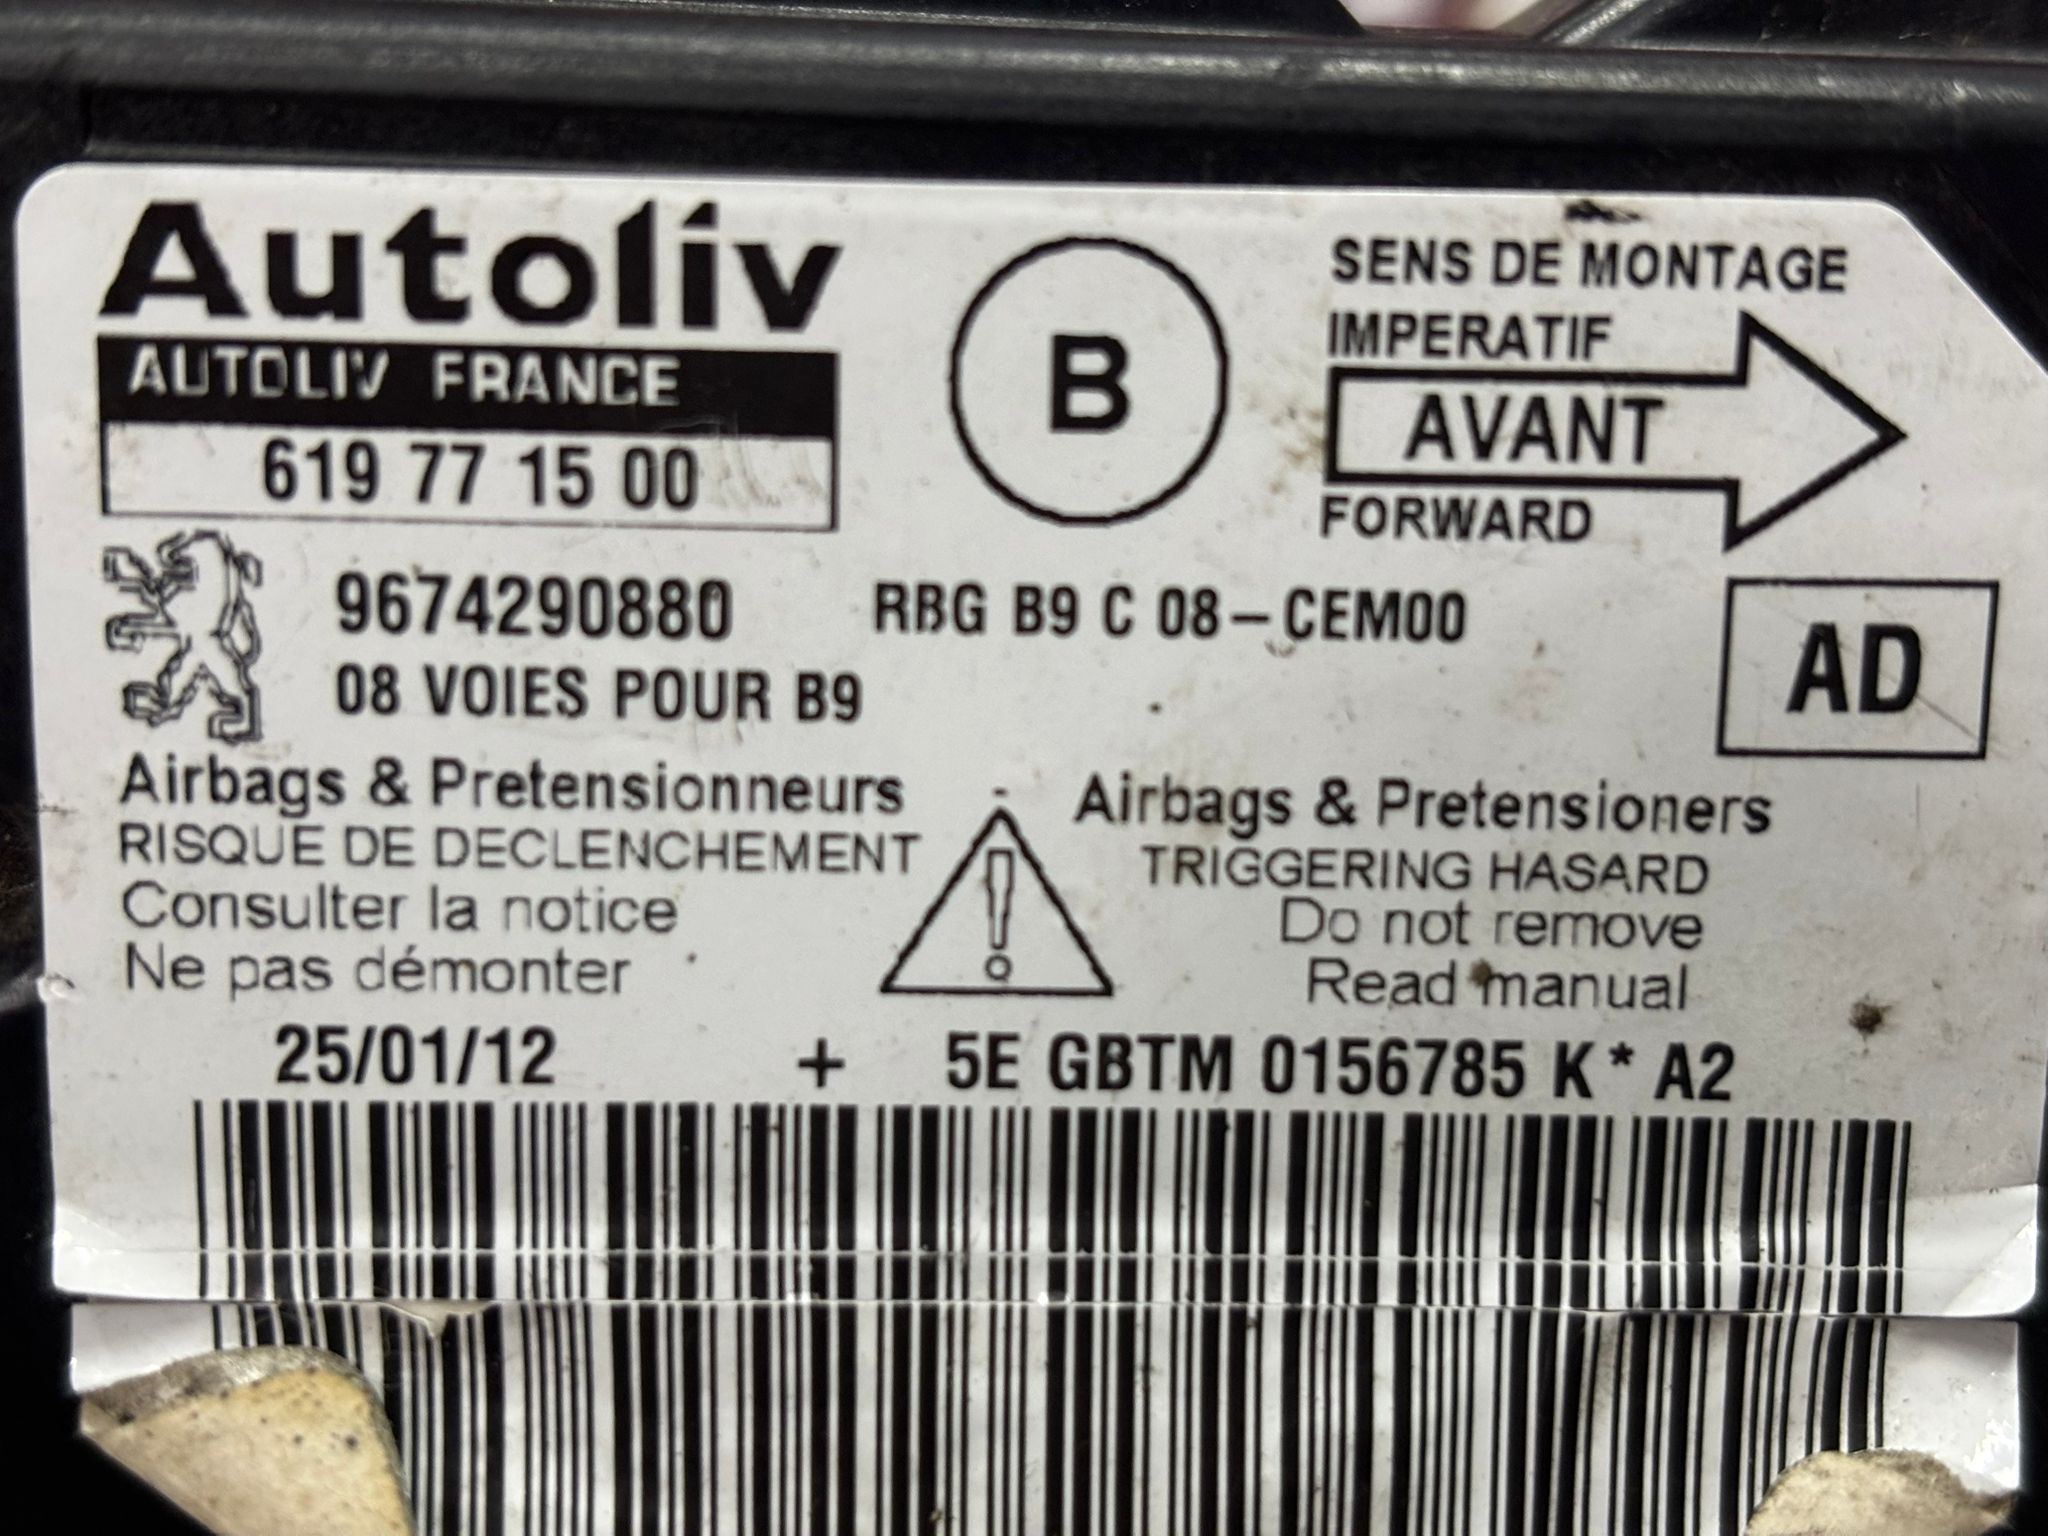 Autoliv
AUTOLIV FRANCE
619 77 15 00
B
SENS DE MONTAGE
IMPERATIF
AVANT
FORWARD
9674290880 RBG B9 C 08-CEM00
08 VOIES POUR B9
AD
Airbags & Pretensionneurs
RISQUE DE DECLENCHEMENT
Consulter la notice
Ne pas démonter
Airbags & Pretensioners
TRIGGERING HASARD
Do not remove
Read manual
25/01/12 + 5E GBTM 0156785 K* A2